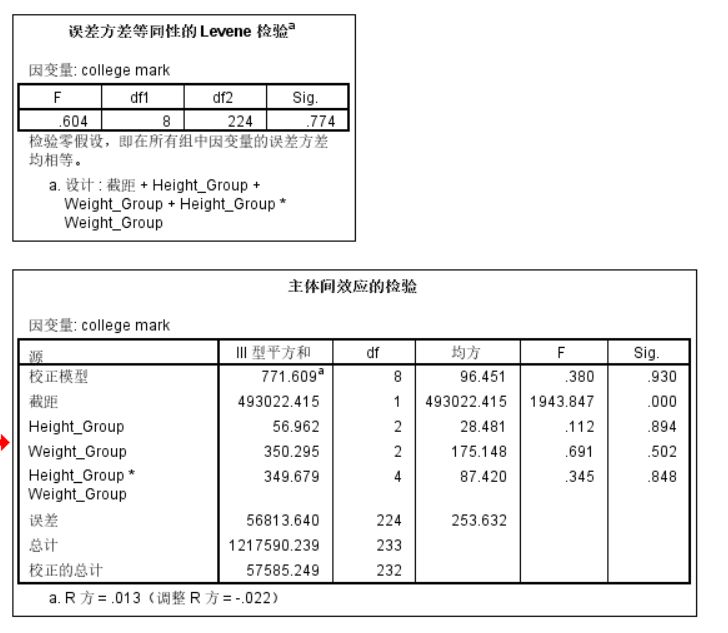 误差方差等同性的 Levene 检验a
因变量: college mark
F df1 df2 Sig.
.604 8 224 .774
检验零假设，即在所有组中因变量的误差方差
均相等。
a. 设计 : 截距 + Height_Group +
Weight_Group + Height_Group *
Weight_Group
主体间效应的检验
因变量: college mark
源 III 型平方和 df 均方 F Sig.
校正模型 771.609a 8 96.451 .380 .930
截距 493022.415 1 493022.415 1943.847 .000
Height_Group 56.962 2 28.481 .112 .894
Weight_Group 350.295 2 175.148 .691 .502
Height_Group * 349.679 4 87.420 .345 .848
Weight_Group
误差 56813.640 224 253.632
总计 1217590.239 233
校正的总计 57585.249 232
a. R 方 = .013（调整 R 方 = -.022）